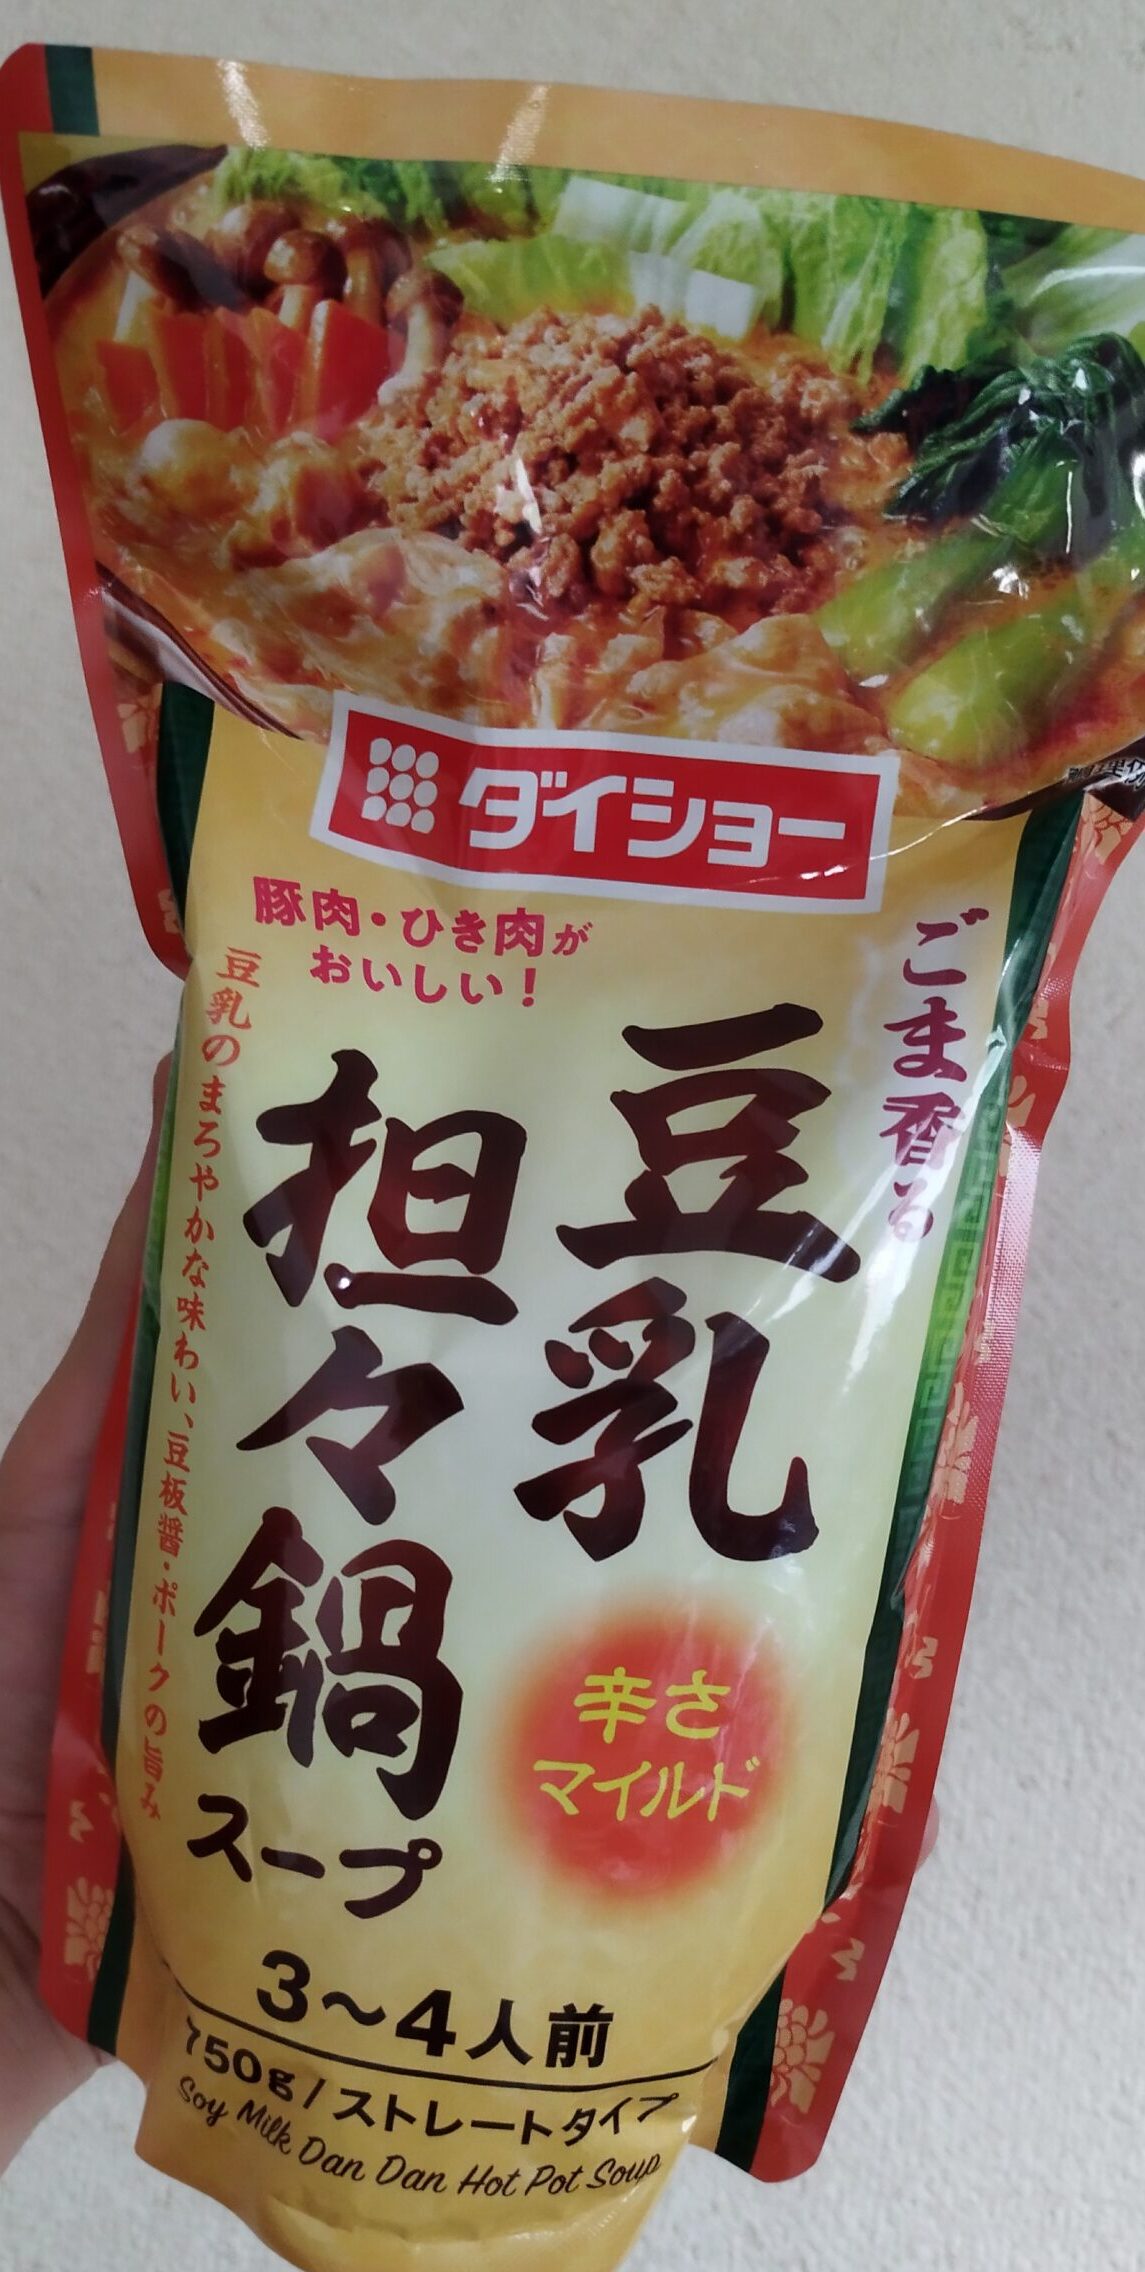 ダイショー
豚肉・ひき肉が
おいしい!
ごま香る
豆乳
担々鍋
スープ
豆乳のまろやかな味わい、豆板醤・ポークの旨み
辛さ
マイルド
3〜4人前
750g/ストレートタイプ
Soy Milk Dan Dan Hot Pot Soup